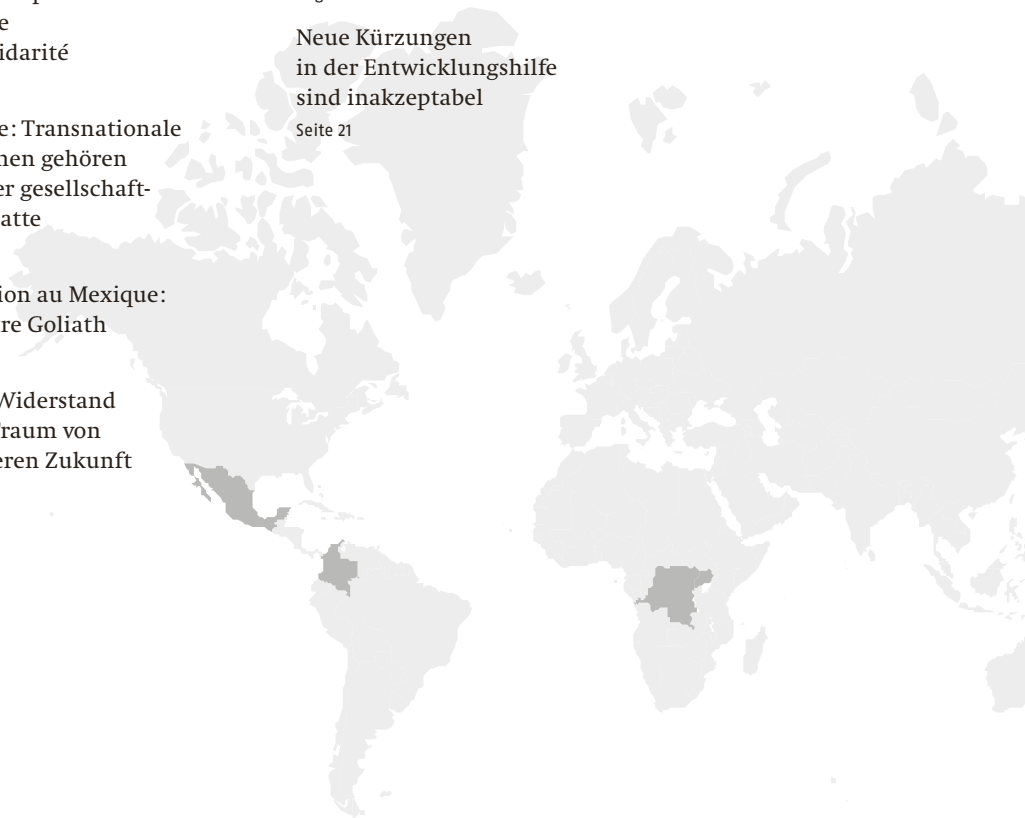 e
idarité
e: Transnationale
nen gehören
er gesellschaft-
atte
ion au Mexique:
re Goliath
Widerstand
raum von
eren Zukunft
Neue Kürzungen
in der Entwicklungshilfe
sind inakzeptabel
Seite 21